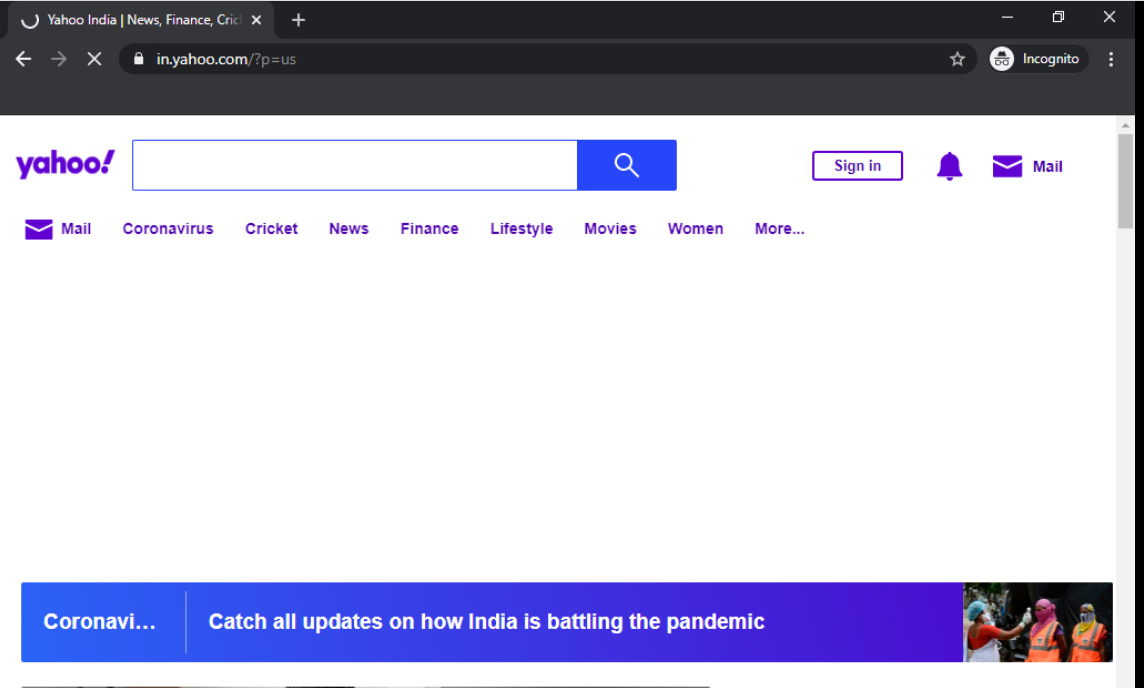 Yahoo India | News, Finance, Cric
in.yahoo.com/?p=us
Incognito
yahoo!
Sign in
Mail
Mail Coronavirus Cricket News Finance Lifestyle Movies Women More...
Coronavi...
Catch all updates on how India is battling the pandemic